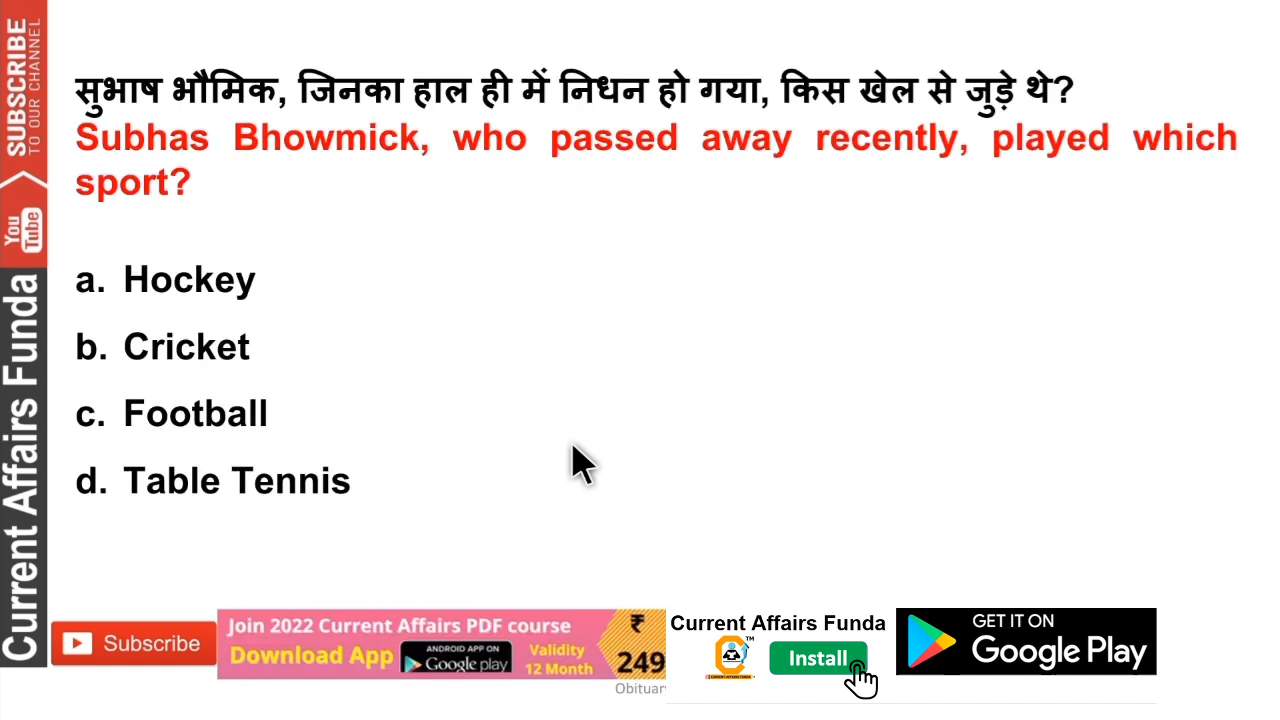 SUBSCRIBE
TO OUR CHANNEL
You
Tube
Current Affairs Funda
सुभाष भौमिक, जिनका हाल ही में निधन हो गया, किस खेल से जुड़े थे?
Subhas Bhowmick, who passed away recently, played which
sport?
a. Hockey
b. Cricket
c. Football
d. Table Tennis
Subscribe
Join 2022 Current Affairs PDF course
Download App
ANDROID APP ON
Google play
Validity
12 Month
₹
249
Current Affairs Funda
TM
Install
GET IT ON
Google Play